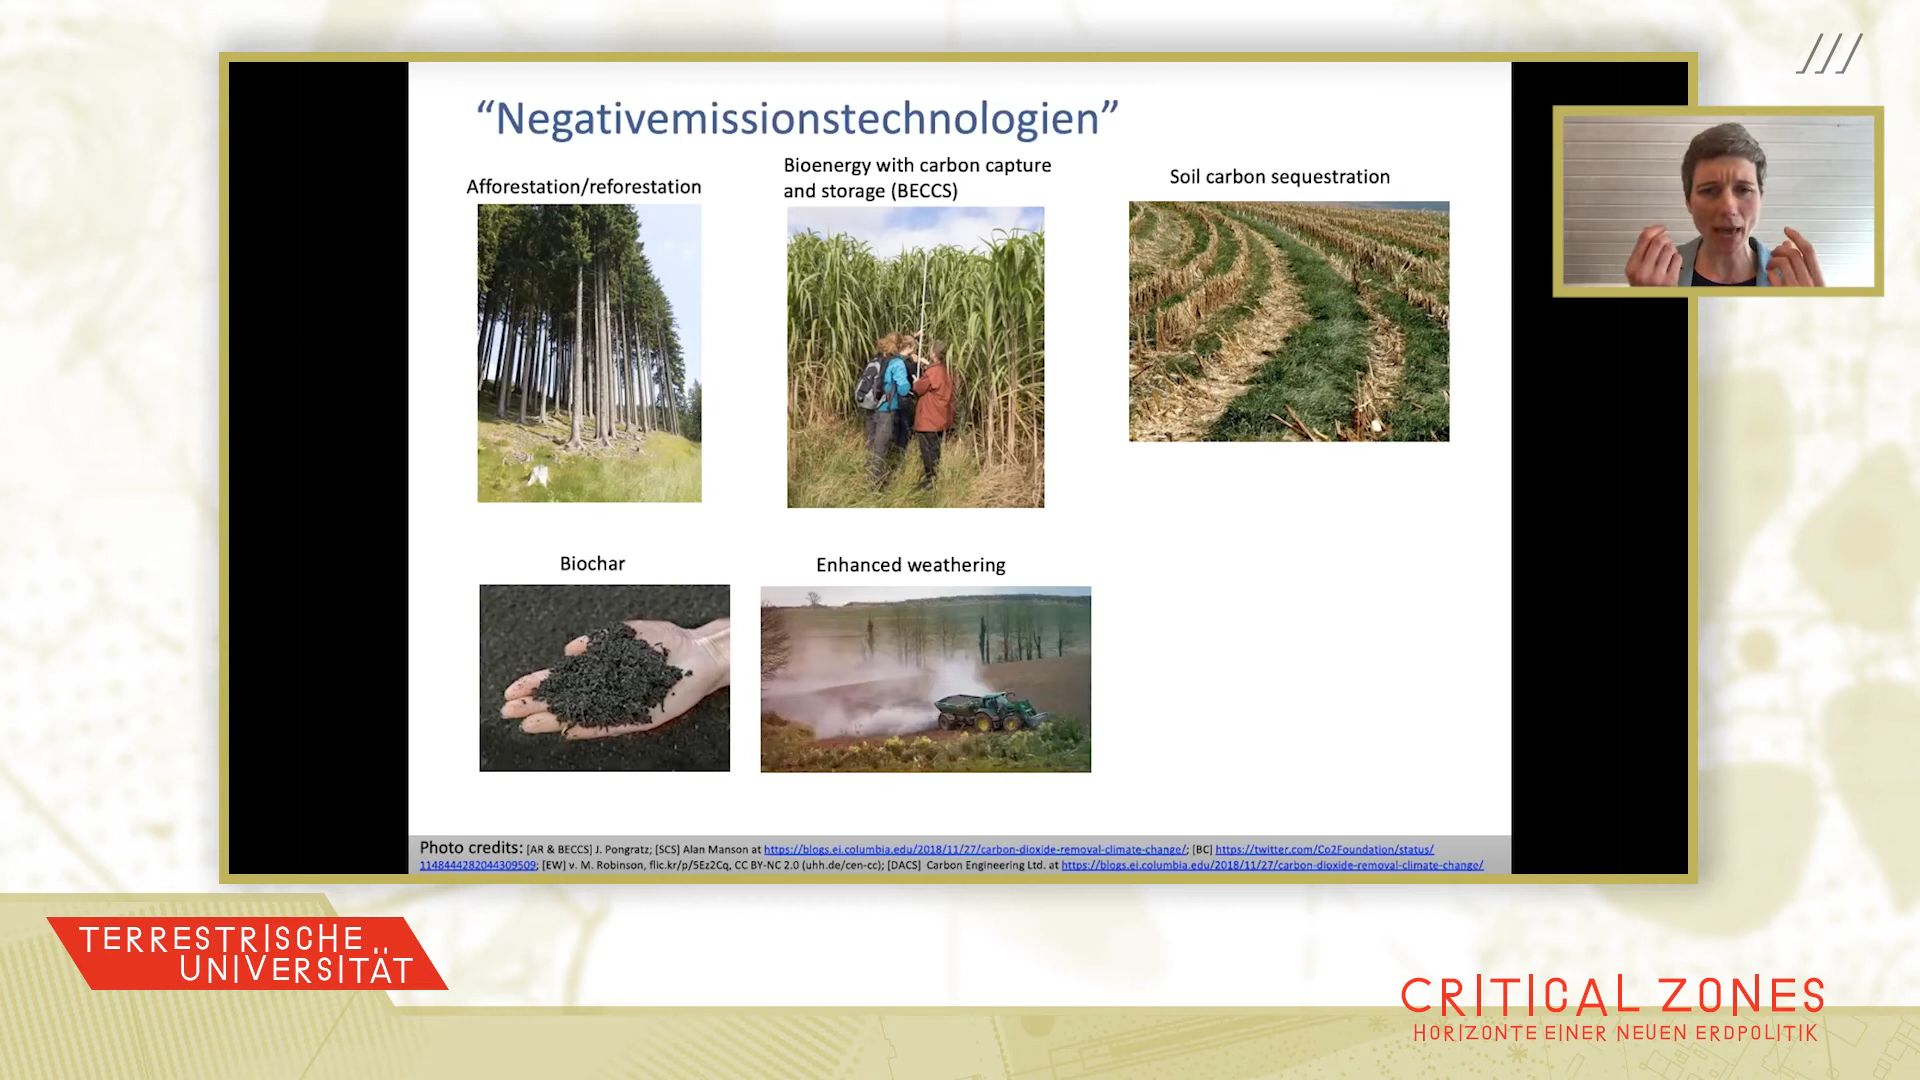 “Negativemissionstechnologien”
Afforestation/reforestation
Bioenergy with carbon capture
and storage (BECCS)
Soil carbon sequestration
Biochar
Enhanced weathering
Photo credits: [AR & BECCS] J. Pongratz; [SCS] Alan Manson at https://blogs.ei.columbia.edu/2018/11/27/carbon-dioxide-removal-climate-change/; [BC] https://twitter.com/Co2Foundation/status/
1148444282044309509; [EW] v. M. Robinson, flic.kr/p/5Ez2Cq, CC BY-NC 2.0 (uhh.de/cen-cc); [DACS] Carbon Engineering Ltd. at https://blogs.ei.columbia.edu/2018/11/27/carbon-dioxide-removal-climate-change/
TERRESTRISCHE
UNIVERSITÄT
CRITICAL ZONES
HORIZONTE EINER NEUEN ERDPOLITIK